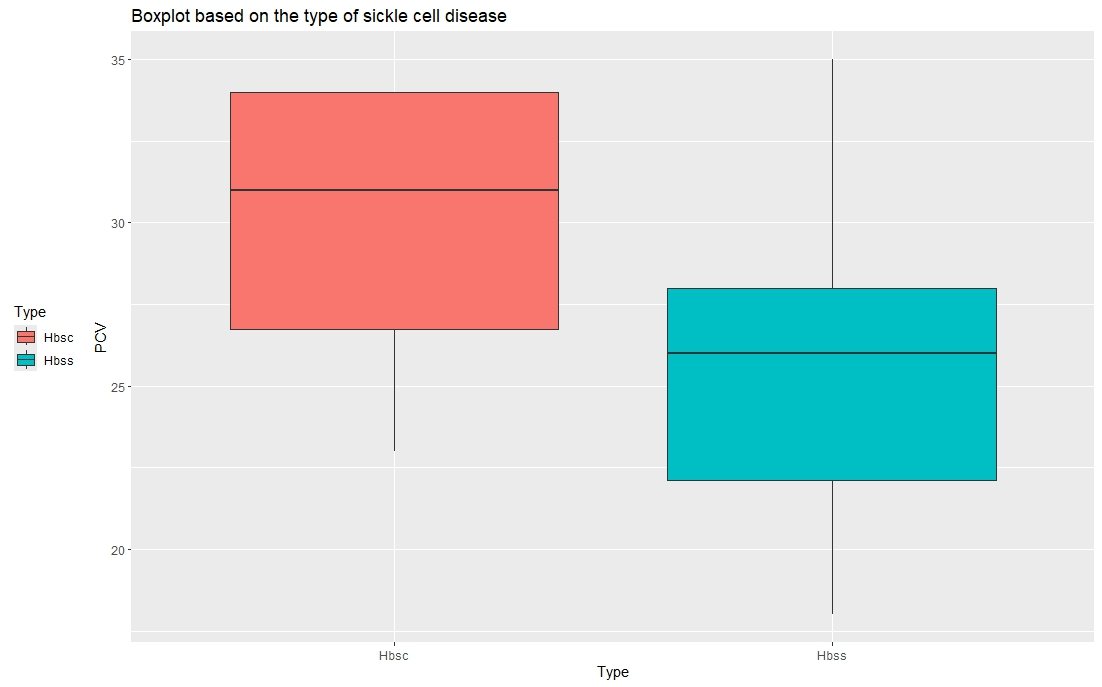 Boxplot based on the type of sickle cell disease
35
30
25
20
PCV
Type
Hbsc
Hbss
Hbsc
Hbss
Type